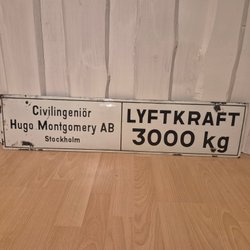 Civilingeniör
Hugo Montgomery AB
Stockholm
LYFTKRAFT
3000 kg